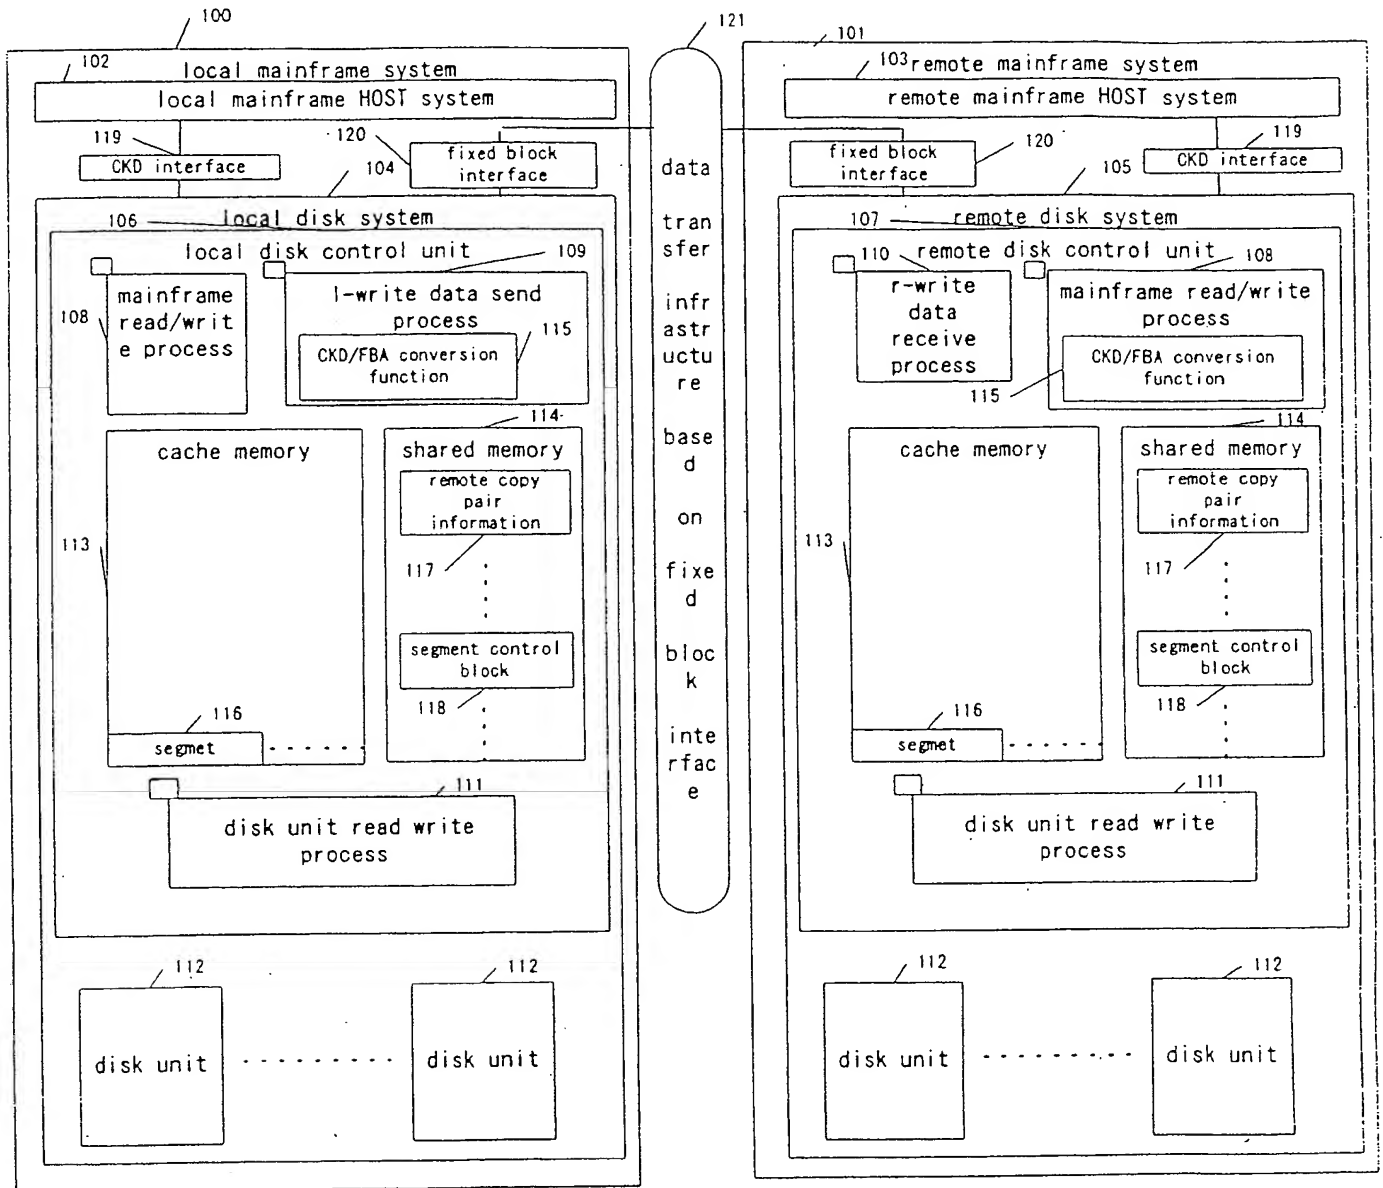 100
102
local mainframe system
local mainframe HOST system
119
CKD interface
120
fixed block
interface
104
local disk system
106
local disk control unit
109
108
mainframe
read/writ
e process
l-write data send
process
115
CKD/FBA conversion
function
113
cache memory
116
segmet
114
shared memory
remote copy
pair
information
117
segment control
block
118
111
disk unit read write
process
112
disk unit
112
disk unit
121
data
tran
sfer
infr
astr
uctu
re
base
d
on
fixe
d
bloc
k
inte
rfac
e
101
103
remote mainframe system
remote mainframe HOST system
fixed block
interface
120
119
CKD interface
105
remote disk system
107
remote disk control unit
110
r-write
data
receive
process
108
mainframe read/write
process
CKD/FBA conversion
function
115
113
cache memory
116
segmet
114
shared memory
remote copy
pair
information
117
segment control
block
118
111
disk unit read write
process
112
disk unit
112
disk unit